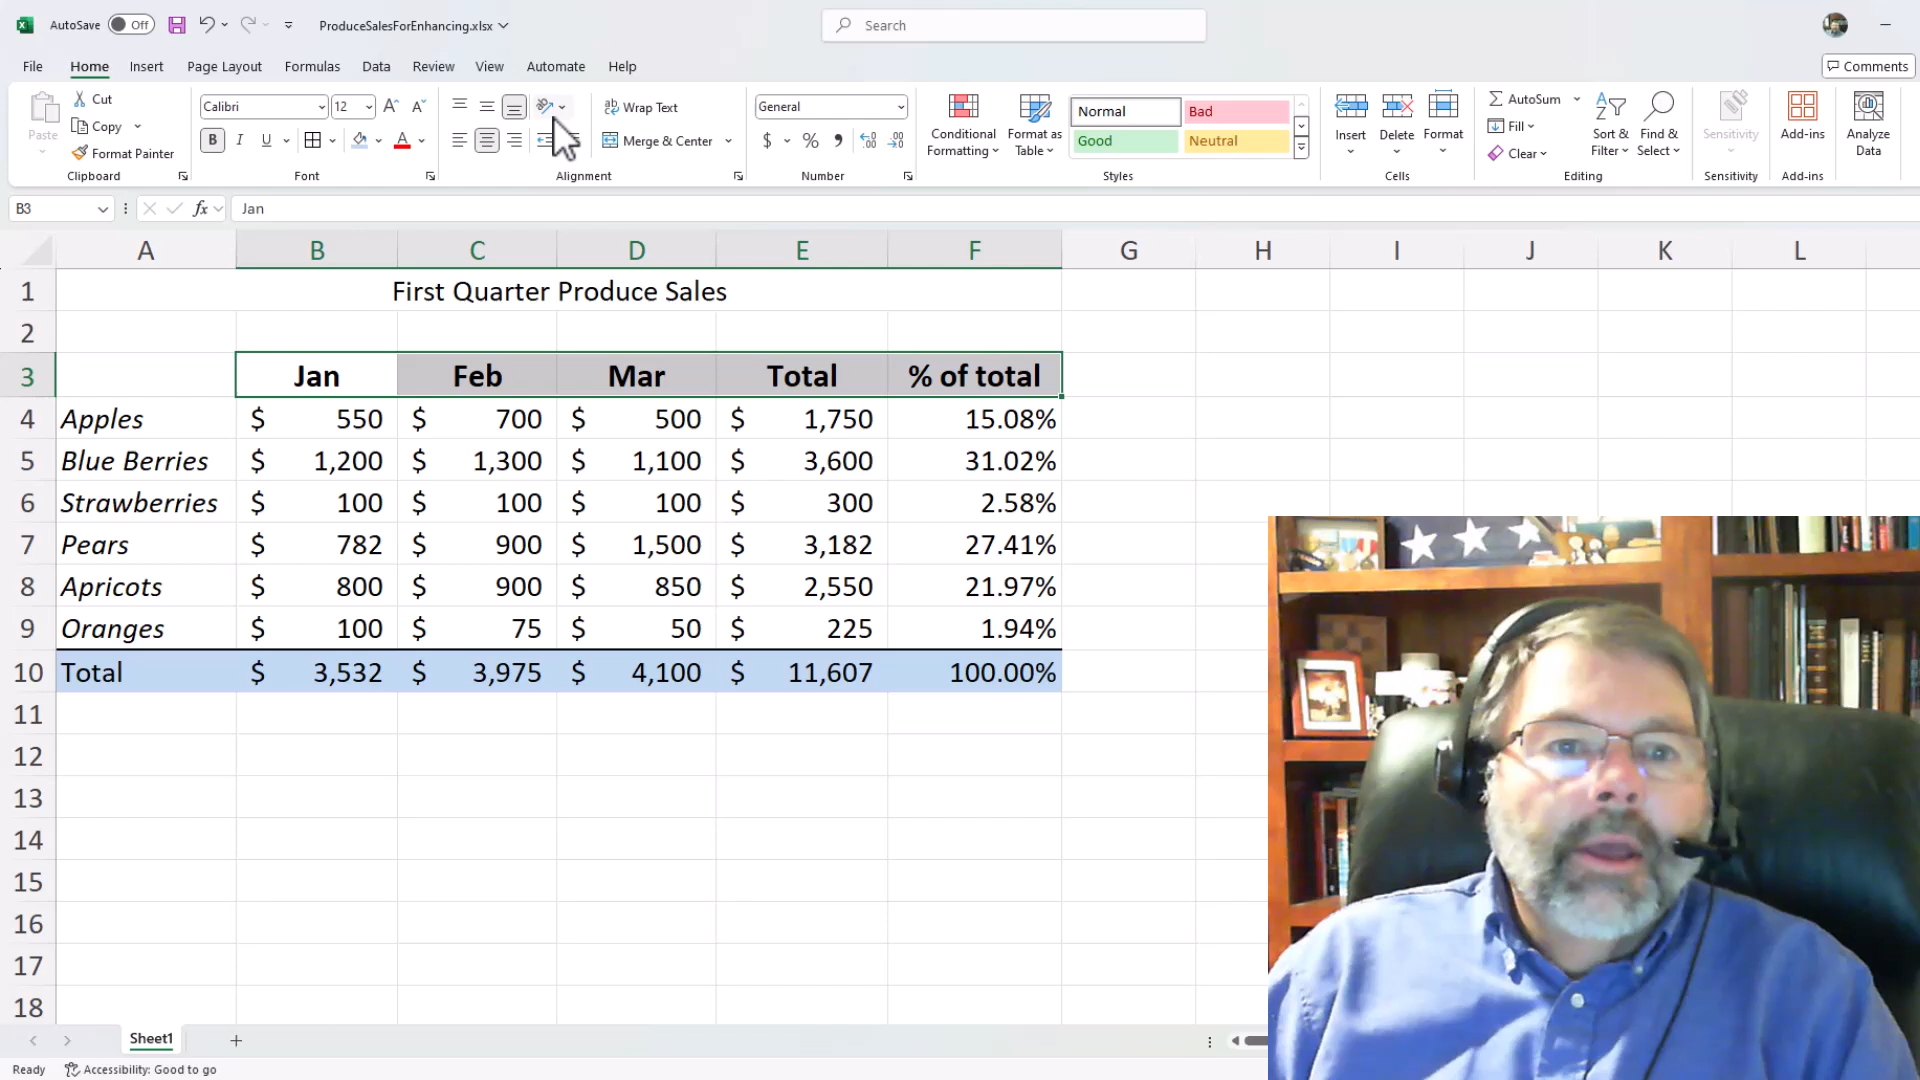 AutoSave Off ProduceSalesForEnhancing.xlsx Search
File Home Insert Page Layout Formulas Data Review View Automate Help Comments
Paste Cut Copy Format Painter Clipboard
Calibri 12 B I U A Font
ab Wrap Text Merge & Center Alignment
General $ % Number
Conditional Formatting Format as Table Normal Bad Good Neutral Styles
Insert Delete Format Cells
AutoSum Fill Clear Sort & Filter Find & Select Editing
Sensitivity Sensitivity
Add-ins Add-ins
Analyze Data
B3 fx Jan
A B C D E F G H I J K L
1 First Quarter Produce Sales
2
3 Jan Feb Mar Total % of total
4 Apples $ 550 $ 700 $ 500 $ 1,750 15.08%
5 Blue Berries $ 1,200 $ 1,300 $ 1,100 $ 3,600 31.02%
6 Strawberries $ 100 $ 100 $ 100 $ 300 2.58%
7 Pears $ 782 $ 900 $ 1,500 $ 3,182 27.41%
8 Apricots $ 800 $ 900 $ 850 $ 2,550 21.97%
9 Oranges $ 100 $ 75 $ 50 $ 225 1.94%
10 Total $ 3,532 $ 3,975 $ 4,100 $ 11,607 100.00%
11
12
13
14
15
16
17
18
Sheet1
Ready Accessibility: Good to go